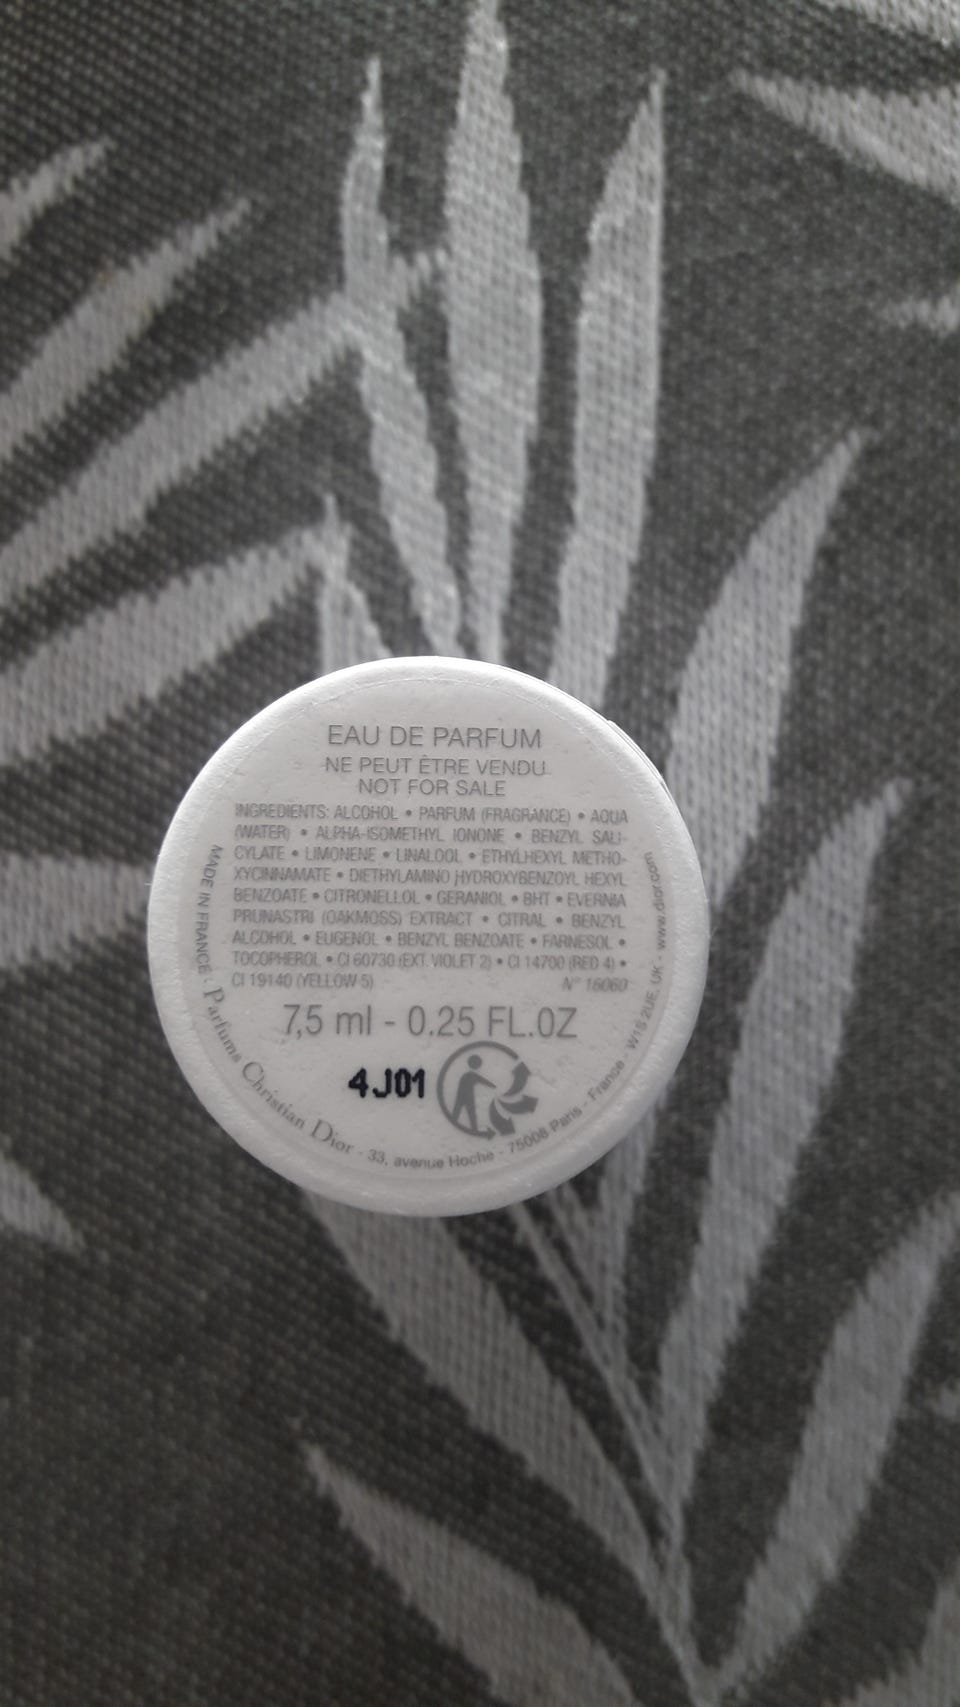 EAU DE PARFUM
NE PEUT ÊTRE VENDU
NOT FOR SALE
INGREDIENTS: ALCOHOL • PARFUM (FRAGRANCE) • AQUA
(WATER) • ALPHA-ISOMETHYL IONONE • BENZYL SALI-
CYLATE • LIMONENE • LINALOOL • ETHYLHEXYL METHO-
XYCINNAMATE • DIETHYLAMINO HYDROXYBENZOYL HEXYL
BENZOATE • CITRONELLOL • GERANIOL • BHT • EVERNIA
PRUNASTRI (OAKMOSS) EXTRACT • CITRAL • BENZYL
ALCOHOL • EUGENOL • BENZYL BENZOATE • FARNESOL •
TOCOPHEROL • CI 60730 (EXT. VIOLET 2) • CI 14700 (RED 4) •
CI 19140 (YELLOW 5) N° 16060
7,5 ml - 0.25 FL.OZ
4J01
MADE IN FRANCE : Parfums Christian Dior - 33, avenue Hoche - 75008 Paris - France - W1S 2UE, UK - www.dior.com